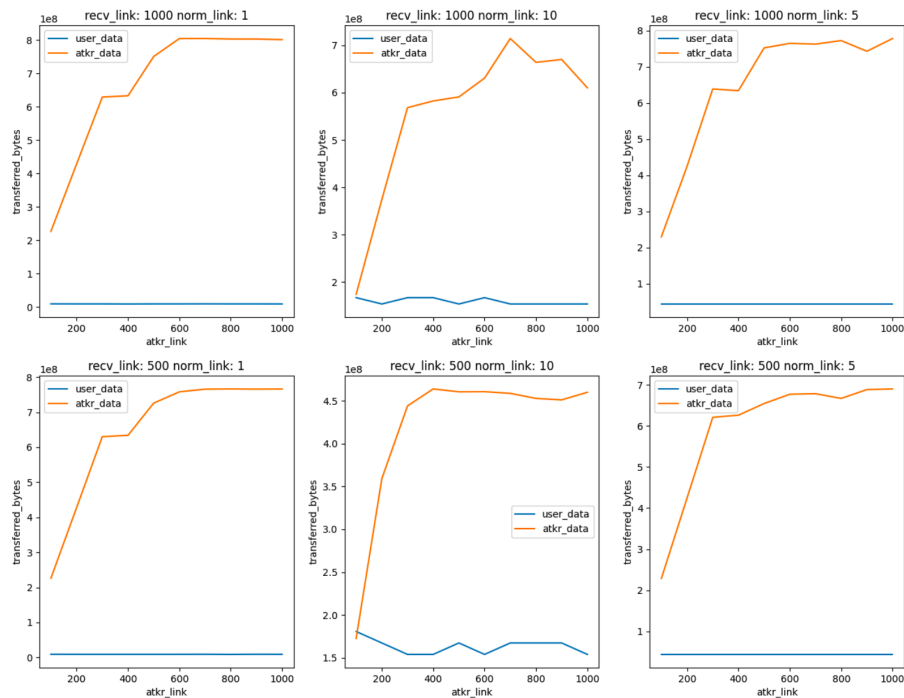 recv_link: 1000 norm_link: 1
1e8
user_data
atkr_data
8
7
6
5
4
3
2
1
0
transferred_bytes
200 400 600 800 1000
atkr_link
recv_link: 1000 norm_link: 10
1e8
user_data
atkr_data
7
6
5
4
3
2
transferred_bytes
200 400 600 800 1000
atkr_link
recv_link: 1000 norm_link: 5
1e8
user_data
atkr_data
8
7
6
5
4
3
2
1
transferred_bytes
200 400 600 800 1000
atkr_link
recv_link: 500 norm_link: 1
1e8
user_data
atkr_data
8
7
6
5
4
3
2
1
0
transferred_bytes
200 400 600 800 1000
atkr_link
recv_link: 500 norm_link: 10
1e8
4.5
4.0
3.5
3.0
2.5
2.0
1.5
transferred_bytes
user_data
atkr_data
200 400 600 800 1000
atkr_link
recv_link: 500 norm_link: 5
1e8
user_data
atkr_data
7
6
5
4
3
2
1
transferred_bytes
200 400 600 800 1000
atkr_link